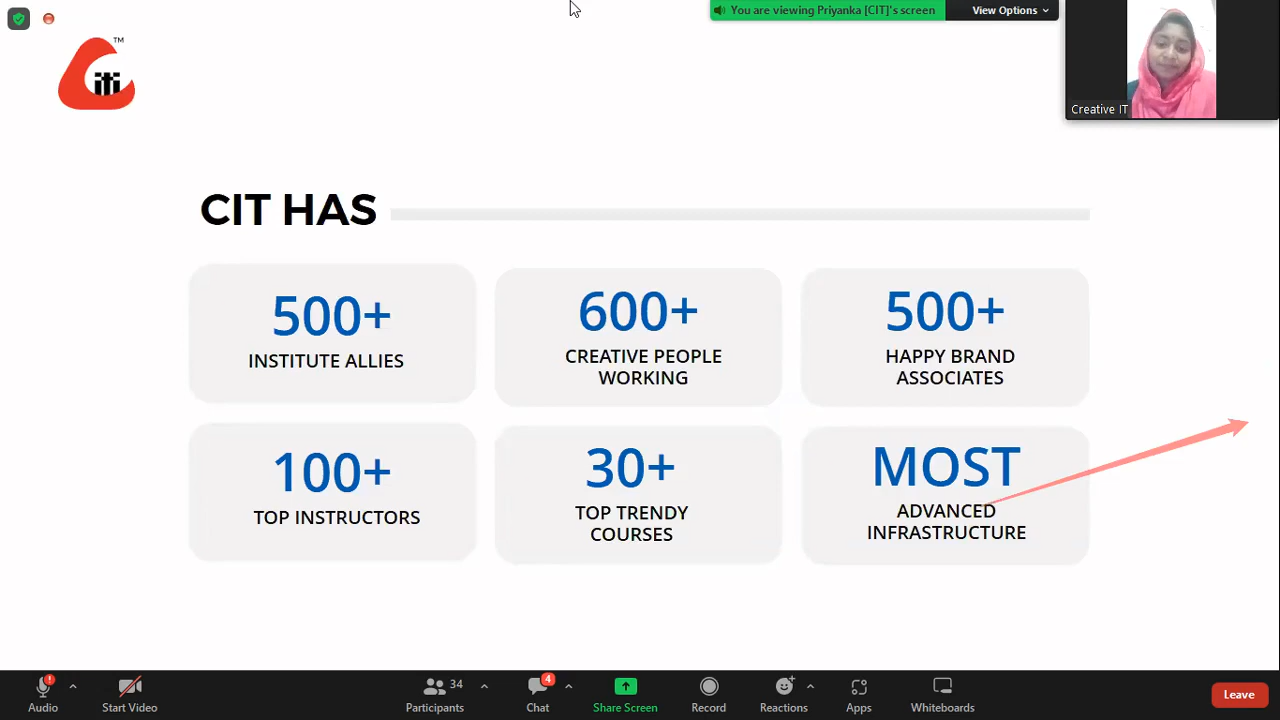 You are viewing Priyanka [CIT]'s screen
View Options
TM
iti
Creative IT
CIT HAS
500+
INSTITUTE ALLIES
600+
CREATIVE PEOPLE
WORKING
500+
HAPPY BRAND
ASSOCIATES
100+
TOP INSTRUCTORS
30+
TOP TRENDY
COURSES
MOST
ADVANCED
INFRASTRUCTURE
Audio
Start Video
34
Participants
4
Chat
Share Screen
Record
Reactions
Apps
Whiteboards
Leave